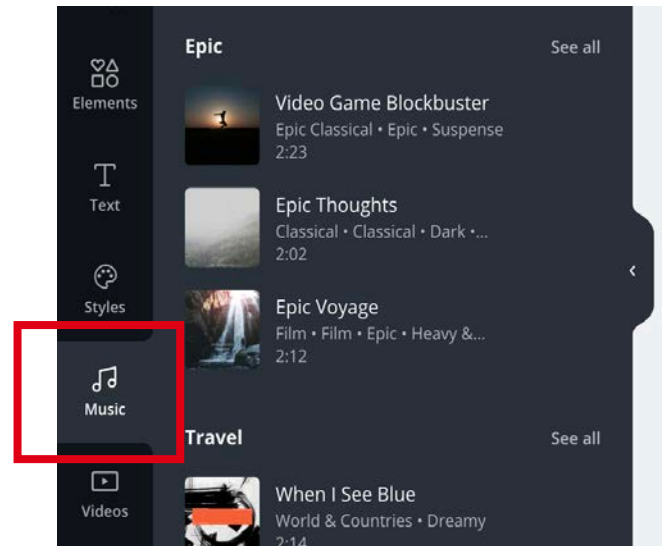 Elements
Text
Styles
Music
Videos
Epic See all
Video Game Blockbuster
Epic Classical • Epic • Suspense
2:23
Epic Thoughts
Classical • Classical • Dark •...
2:02
Epic Voyage
Film • Film • Epic • Heavy &...
2:12
Travel See all
When I See Blue
World & Countries • Dreamy
2:14